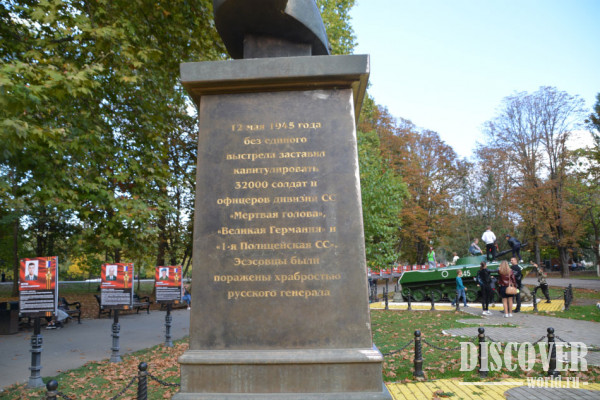 12 мая 1945 года
без единого
выстрела заставил
капитулировать
32000 солдат и
офицеров дивизии СС
«Мертвая голова»,
«Великая Германия» и
«1-я Полицейская СС».
Эсэсовцы были
поражены храбростью
русского генерала
345
DISCOVER
world.ru